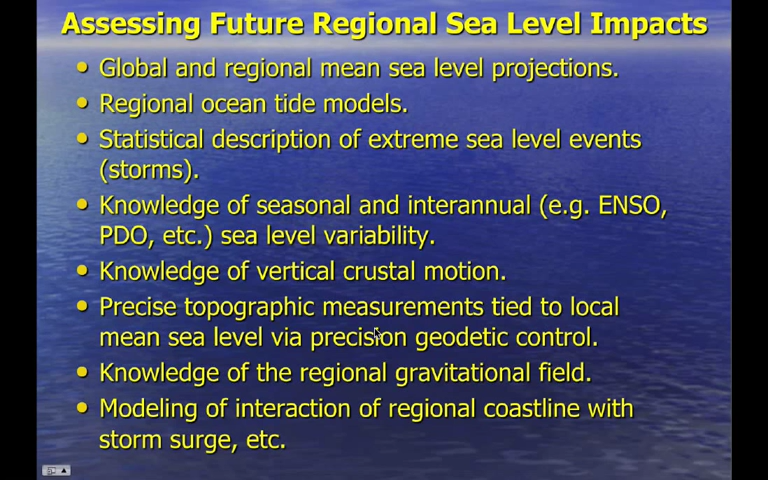 Assessing Future Regional Sea Level Impacts
• Global and regional mean sea level projections.
• Regional ocean tide models.
• Statistical description of extreme sea level events
(storms).
• Knowledge of seasonal and interannual (e.g. ENSO,
PDO, etc.) sea level variability.
• Knowledge of vertical crustal motion.
• Precise topographic measurements tied to local
mean sea level via precision geodetic control.
• Knowledge of the regional gravitational field.
• Modeling of interaction of regional coastline with
storm surge, etc.